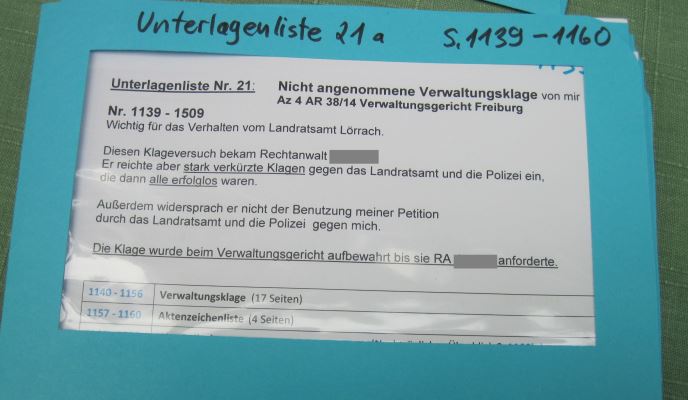 Unterlagenliste 21a S. 1139 - 1160
Unterlagenliste Nr. 21: Nicht angenommene Verwaltungsklage von mir
Az 4 AR 38/14 Verwaltungsgericht Freiburg
Nr. 1139 - 1509
Wichtig für das Verhalten vom Landratsamt Lörrach.
Diesen Klageversuch bekam Rechtanwalt
Er reichte aber stark verkürzte Klagen gegen das Landratsamt und die Polizei ein,
die dann alle erfolglos waren.
Außerdem widersprach er nicht der Benutzung meiner Petition
durch das Landratsamt und die Polizei gegen mich.
Die Klage wurde beim Verwaltungsgericht aufbewahrt bis sie RA anforderte.
1140 - 1156 Verwaltungsklage (17 Seiten)
1157 - 1160 Aktenzeichenliste (4 Seiten)